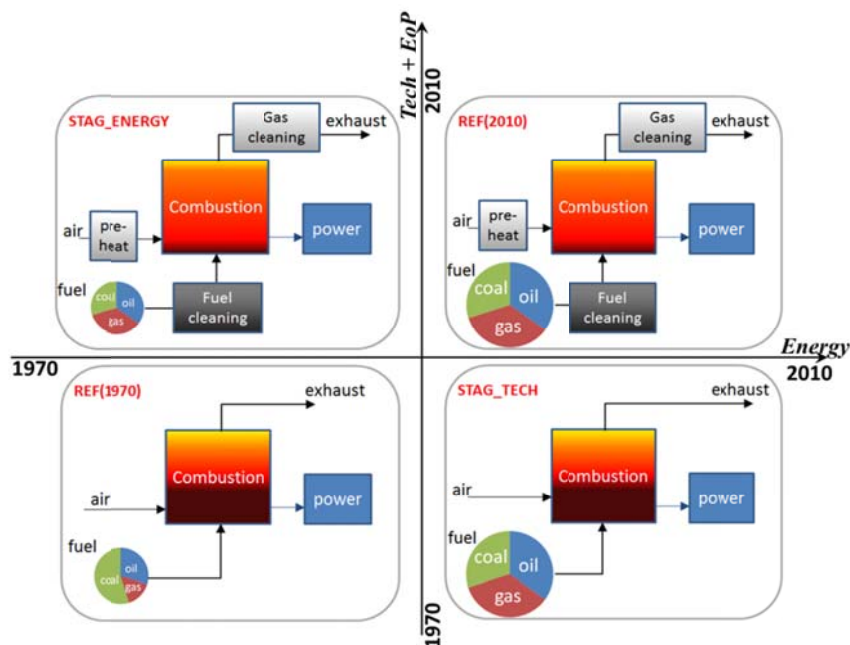 Tech + EoP
2010
STAG_ENERGY
Gas
cleaning
exhaust
Combustion
air
pre-
heat
power
fuel
coal
oil
gas
Fuel
cleaning
REF(2010)
Gas
cleaning
exhaust
Combustion
air
pre-
heat
power
fuel
coal
oil
gas
Fuel
cleaning
1970
Energy
2010
REF(1970)
exhaust
Combustion
air
power
fuel
oil
coal
gas
STAG_TECH
exhaust
Combustion
air
power
fuel
coal
oil
gas
1970